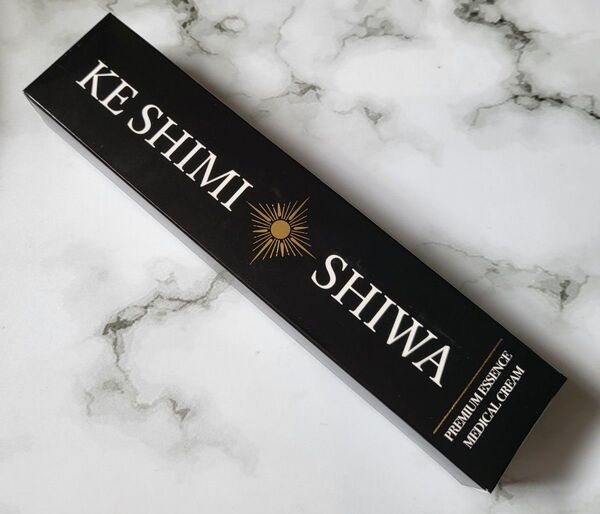 KE SHIMI SHIWA
PREMIUM ESSENCE
MEDICAL CREAM